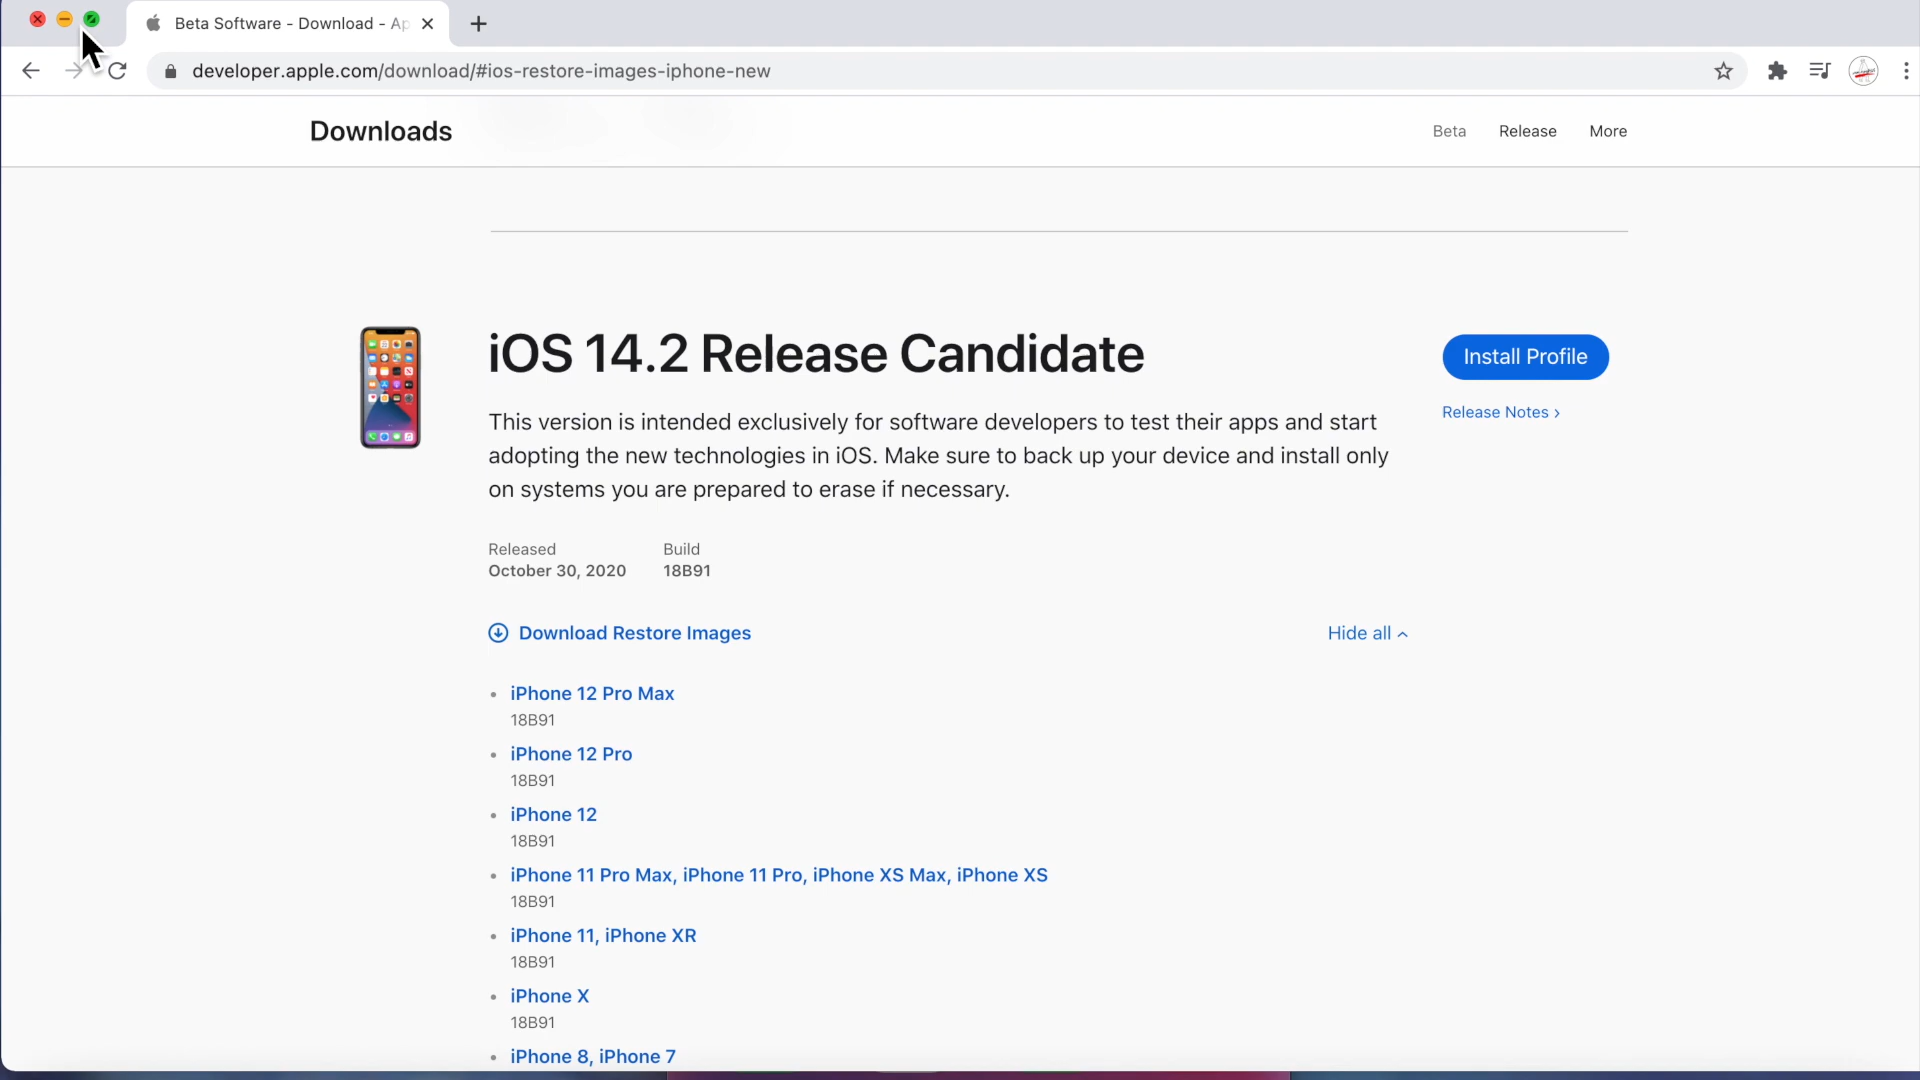 Beta Software - Download - Ap
developer.apple.com/download/#ios-restore-images-iphone-new
Downloads
Beta
Release
More
iOS 14.2 Release Candidate
Install Profile
This version is intended exclusively for software developers to test their apps and start
Release Notes ›
adopting the new technologies in iOS. Make sure to back up your device and install only
on systems you are prepared to erase if necessary.
Released
Build
October 30, 2020
18B91
Download Restore Images
Hide all
• iPhone 12 Pro Max
18B91
• iPhone 12 Pro
18B91
• iPhone 12
18B91
• iPhone 11 Pro Max, iPhone 11 Pro, iPhone XS Max, iPhone XS
18B91
• iPhone 11, iPhone XR
18B91
• iPhone X
18B91
• iPhone 8, iPhone 7